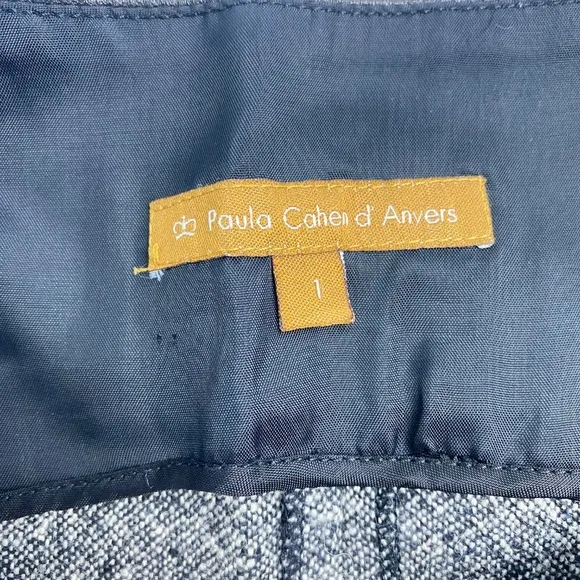 Paula Cahen d' Anvers
1